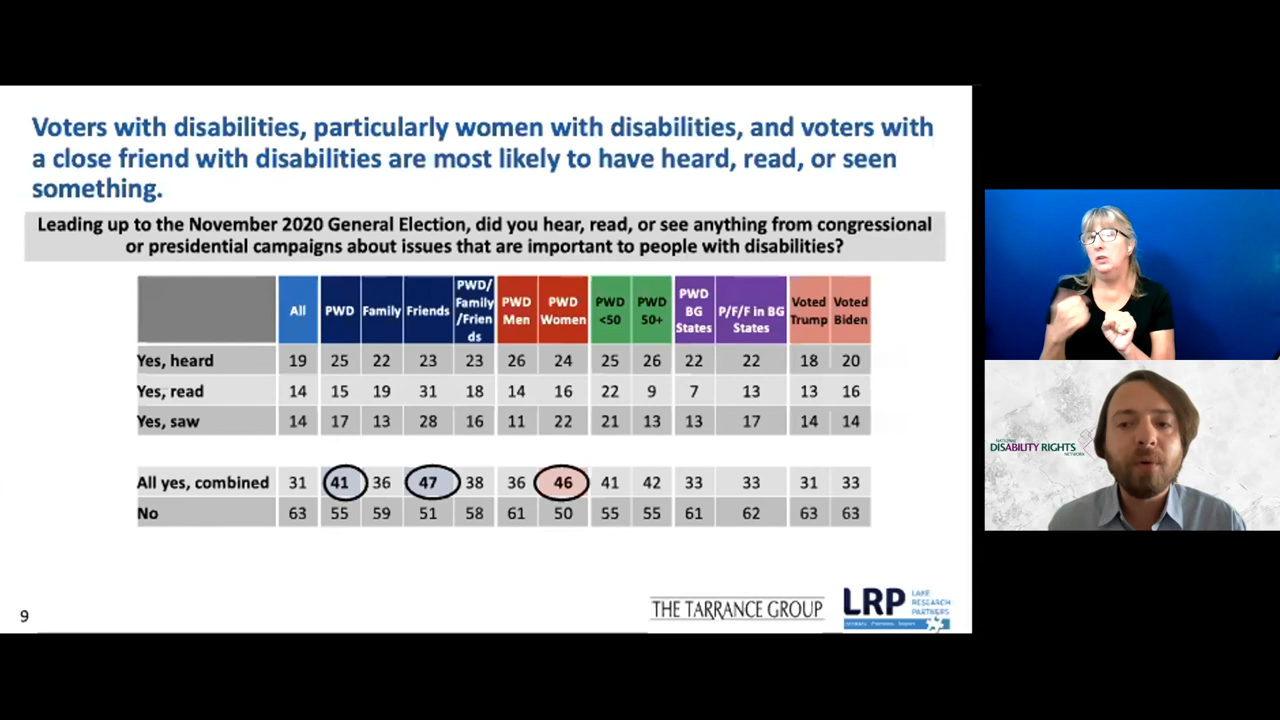 Voters with disabilities, particularly women with disabilities, and voters with
a close friend with disabilities are most likely to have heard, read, or seen
something.
Leading up to the November 2020 General Election, did you hear, read, or see anything from congressional
or presidential campaigns about issues that are important to people with disabilities?
All PWD Family Friends PWD/ Family /Frien ds PWD Men PWD Women PWD <50 PWD 50+ PWD BG States P/F/F in BG States Voted Trump Voted Biden
Yes, heard 19 25 22 23 23 26 24 25 26 22 22 18 20
Yes, read 14 15 19 31 18 14 16 22 9 7 13 13 16
Yes, saw 14 17 13 28 16 11 22 21 13 13 17 14 14
All yes, combined 31 41 36 47 38 36 46 41 42 33 33 31 33
No 63 55 59 51 58 61 50 55 55 61 62 63 63
9
THE TARRANCE GROUP
LRP LAKE
RESEARCH
PARTNERS
NATIONAL
DISABILITY RIGHTS
NETWORK